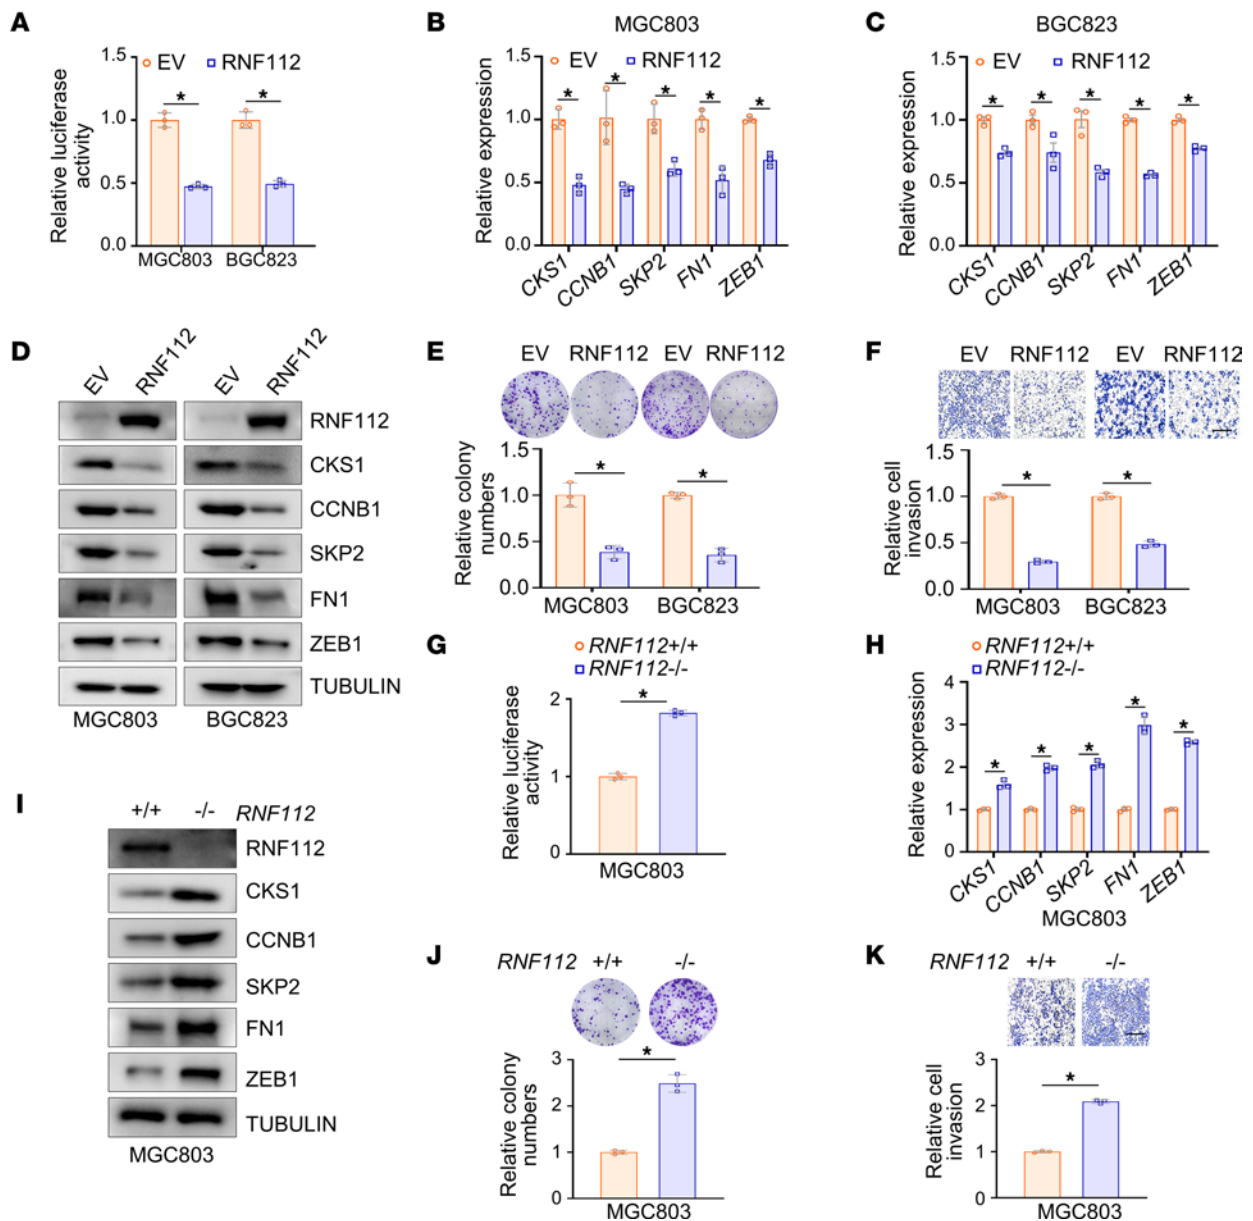 A
EV RNF112
Relative luciferase
activity
1.5
1.0
0.5
0.0
* *
MGC803 BGC823
B
MGC803
EV RNF112
Relative expression
1.5
1.0
0.5
0.0
* * * * *
CKS1 CCNB1 SKP2 FN1 ZEB1
C
BGC823
EV RNF112
Relative expression
1.5
1.0
0.5
0.0
* * * * *
CKS1 CCNB1 SKP2 FN1 ZEB1
D
EV RNF112 EV RNF112
RNF112
CKS1
CCNB1
SKP2
FN1
ZEB1
TUBULIN
MGC803 BGC823
E
EV RNF112 EV RNF112
Relative colony
numbers
1.5
1.0
0.5
0.0
* *
MGC803 BGC823
F
EV RNF112 EV RNF112
Relative cell
invasion
1.5
1.0
0.5
0.0
* *
MGC803 BGC823
G
RNF112+/+
RNF112-/-
Relative luciferase
activity
2
1
0
*
MGC803
H
RNF112+/+
RNF112-/-
Relative expression
4
3
2
1
0
* * * * *
CKS1 CCNB1 SKP2 FN1 ZEB1
MGC803
I
+/+ -/- RNF112
RNF112
CKS1
CCNB1
SKP2
FN1
ZEB1
TUBULIN
MGC803
J
RNF112 +/+ -/-
Relative colony
numbers
3
2
1
0
*
MGC803
K
RNF112 +/+ -/-
Relative cell
invasion
3
2
1
0
*
MGC803